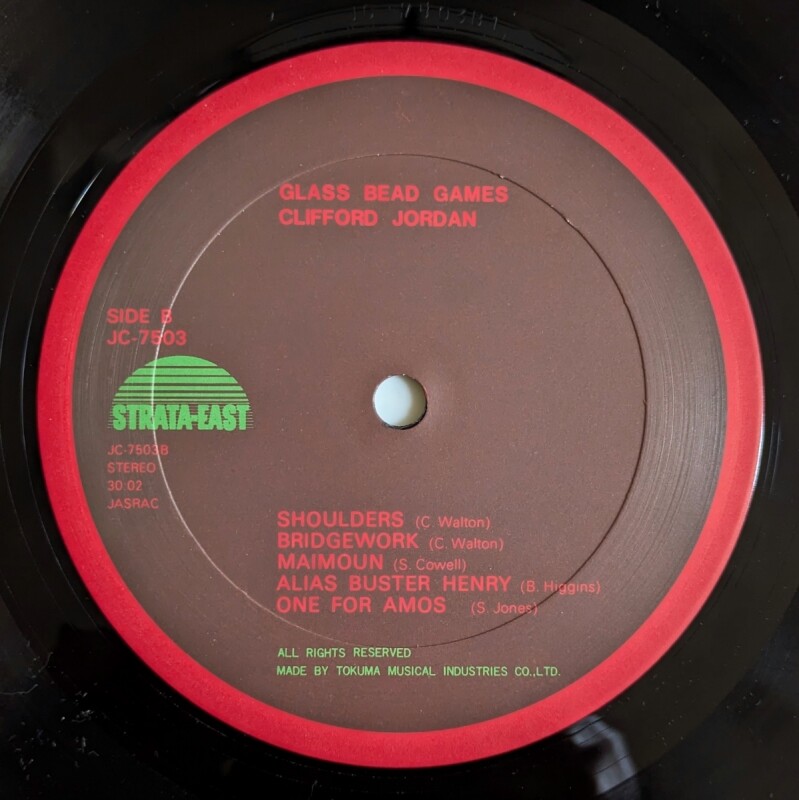 GLASS BEAD GAMES
CLIFFORD JORDAN
SIDE B
JC-7503
STRATA-EAST
JC-7503B
STEREO
30:02
JASRAC
SHOULDERS (C. Walton)
BRIDGEWORK (C. Walton)
MAIMOUN (S. Cowell)
ALIAS BUSTER HENRY (B. Higgins)
ONE FOR AMOS (S. Jones)
ALL RIGHTS RESERVED
MADE BY TOKUMA MUSICAL INDUSTRIES CO.,LTD.